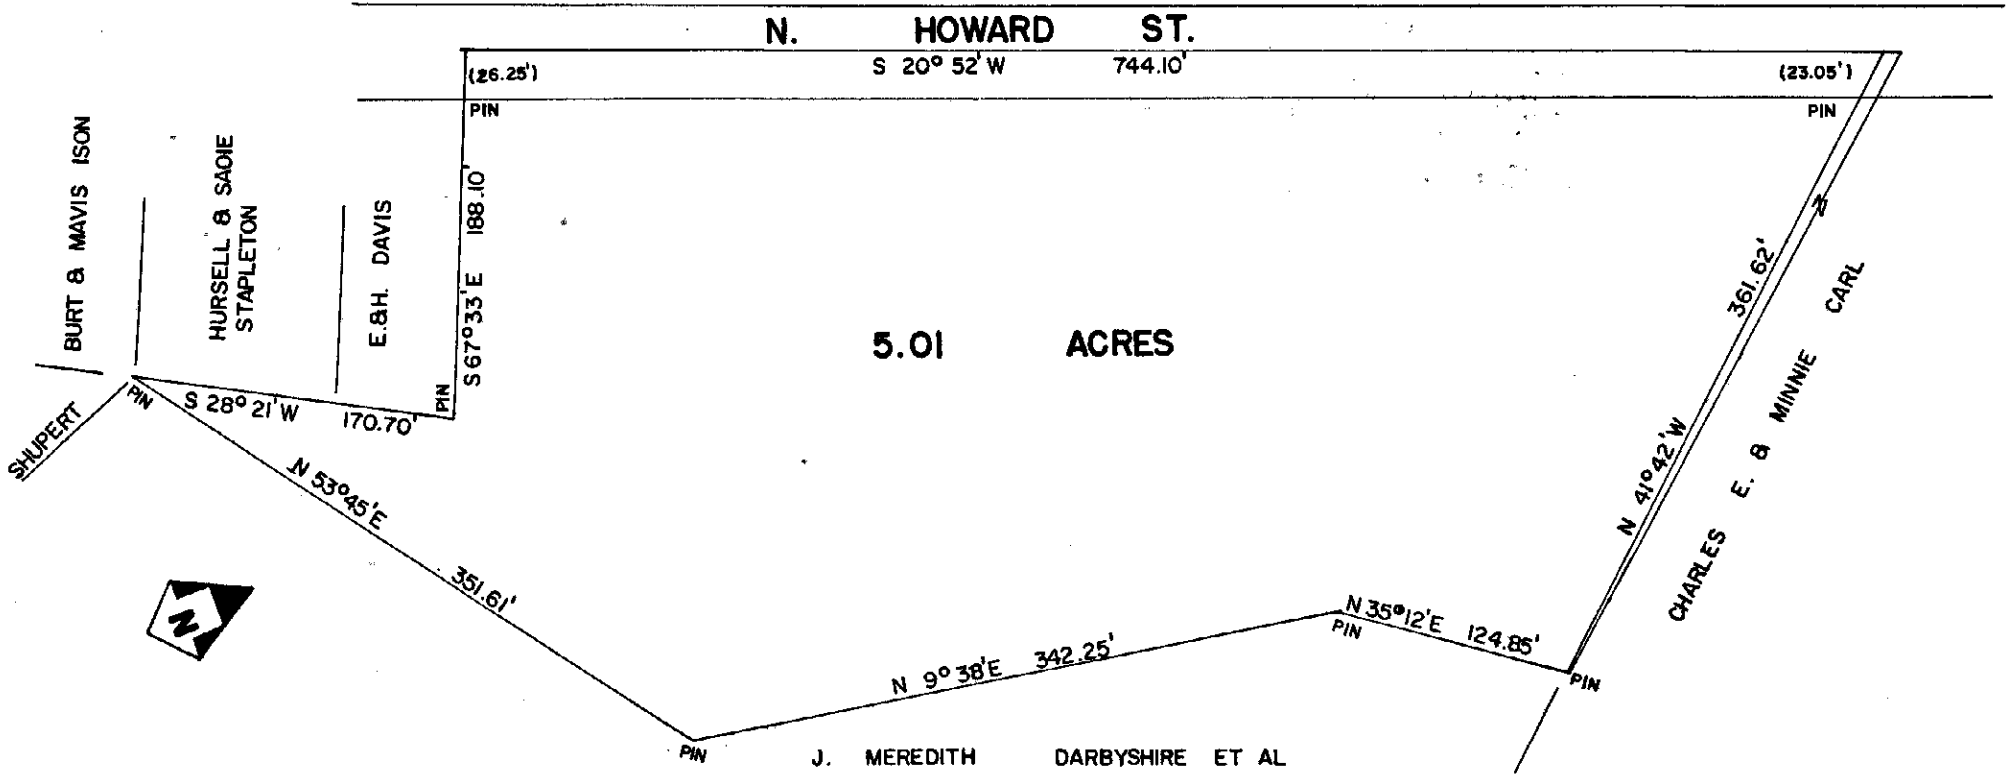 N. HOWARD ST.
S 20° 52' W 744.10'
(26.25')
(23.05')
PIN
PIN
BURT & MAVIS ISON
HURSELL & SADIE
STAPLETON
E.&H. DAVIS
S 67° 33' E 188.10'
PIN
361.62'
N 41° 42' W
CHARLES E. & MINNIE CARL
5.01 ACRES
SHUPERT
PIN
S 28° 21' W 170.70'
N 53° 45' E 351.61'
N
N 35° 12' E 124.85'
PIN
PIN
N 9° 38' E 342.25'
PIN
J. MEREDITH DARBYSHIRE ET AL